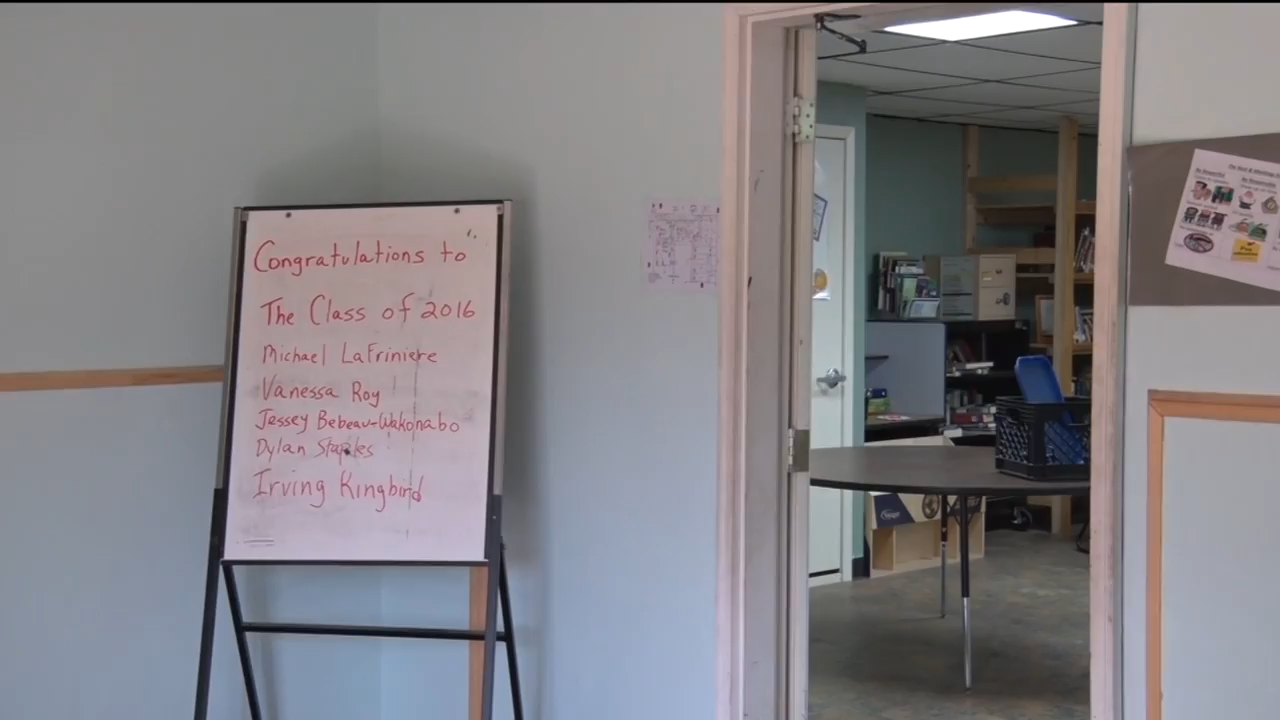 Congratulations to
The Class of 2016
Michael LaFriniere
Vanessa Roy
Jessey Bebeau-Wakonabo
Dylan Staples
Irving Kingbird